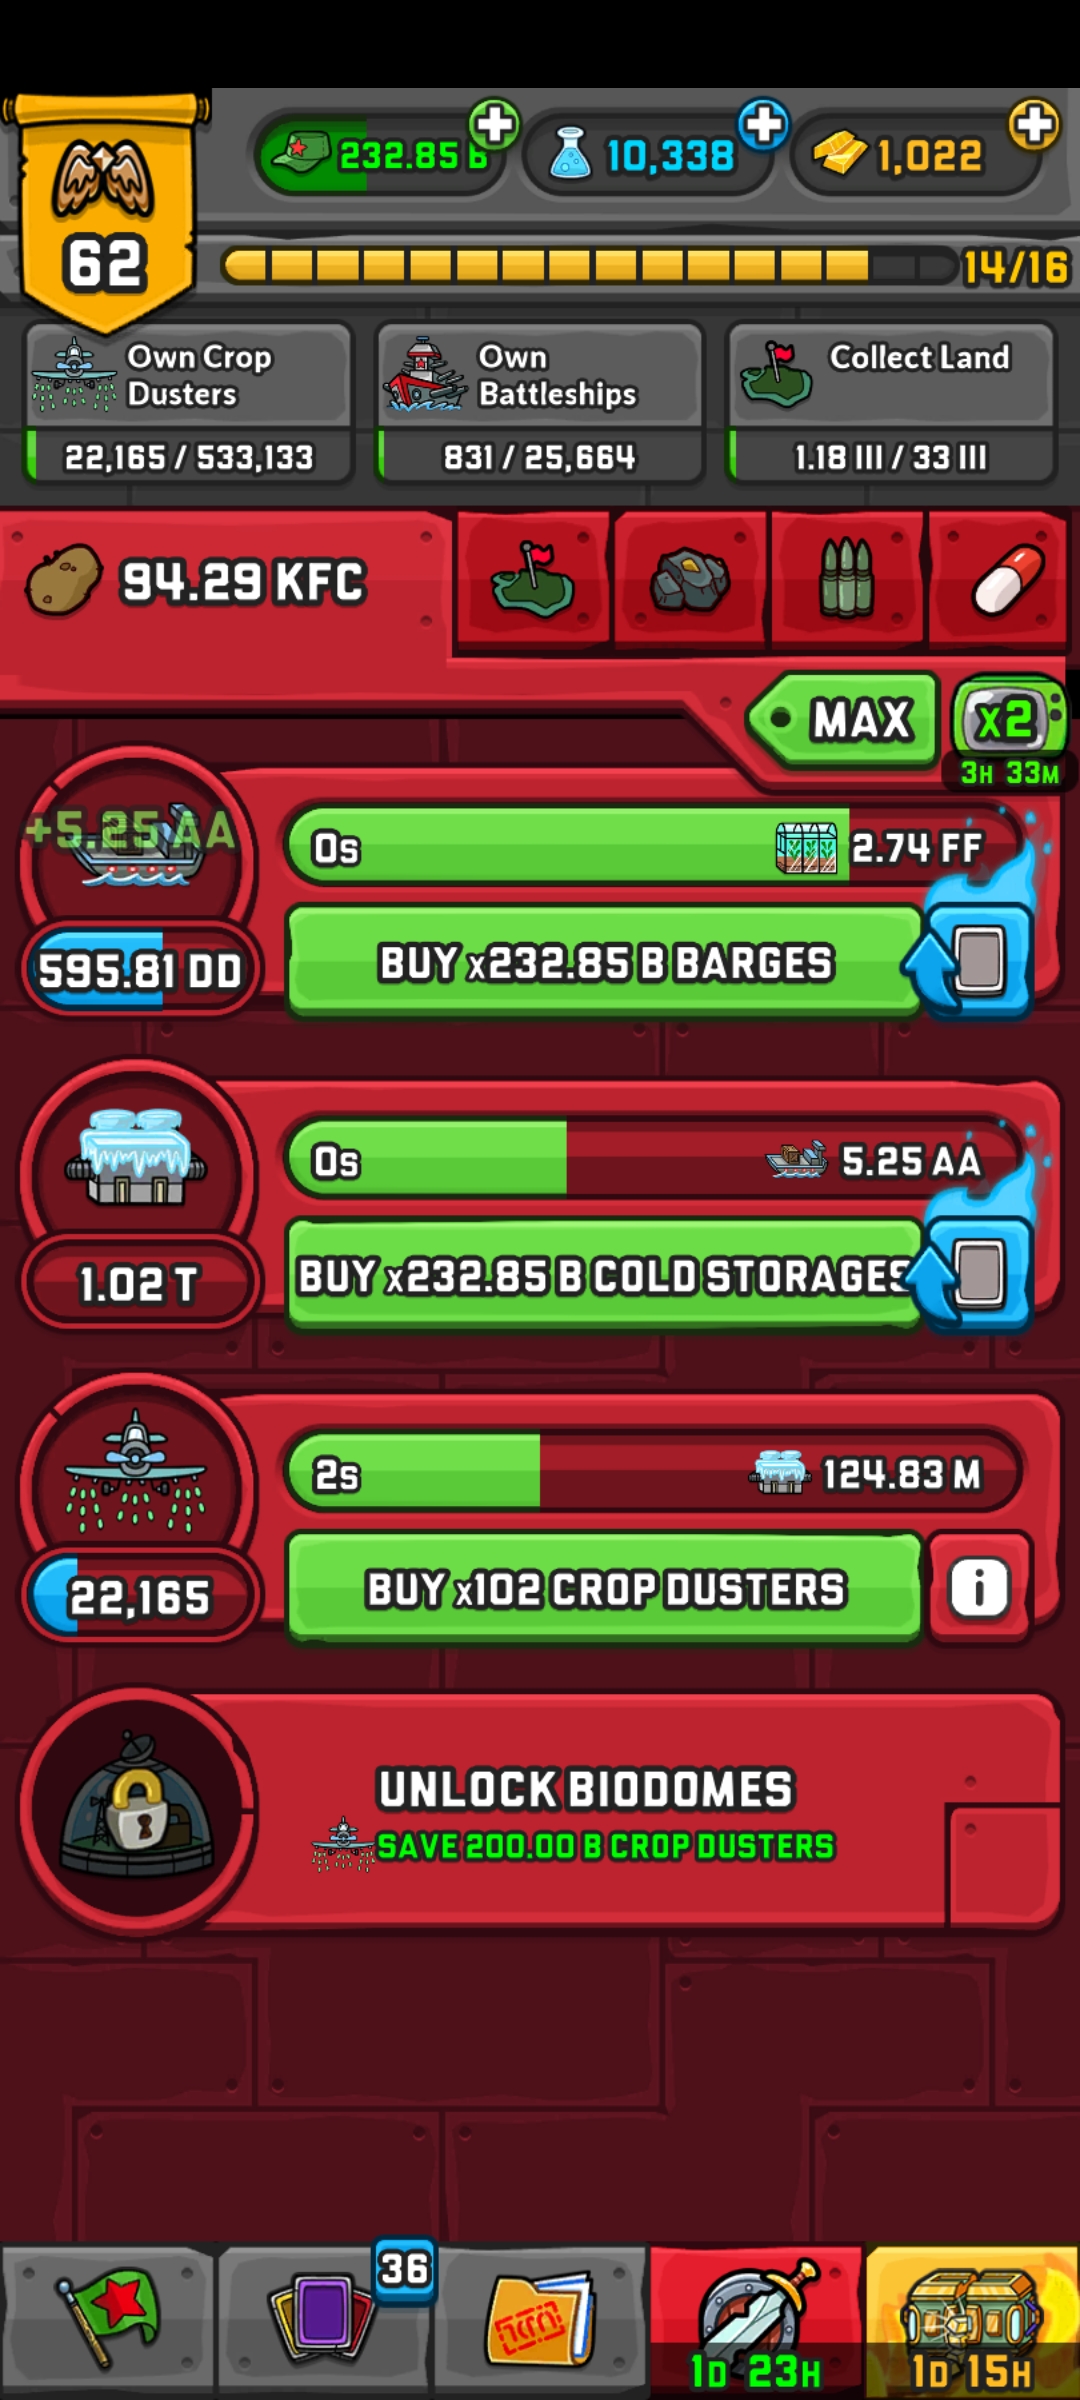 232.85 B
10,338
1,022
62
14/16
Own Crop Dusters
22,165 / 533,133
Own Battleships
831 / 25,664
Collect Land
1.18 III / 33 III
94.29 KFC
MAX
x2
3H 33M
+5.25 AA
0s
2.74 FF
595.81 DD
BUY x232.85 B BARGES
0s
5.25 AA
1.02 T
BUY x232.85 B COLD STORAGES
2s
124.83 M
22,165
BUY x102 CROP DUSTERS
i
UNLOCK BIODOMES
SAVE 200.00 B CROP DUSTERS
36
1D 23H
1D 15H